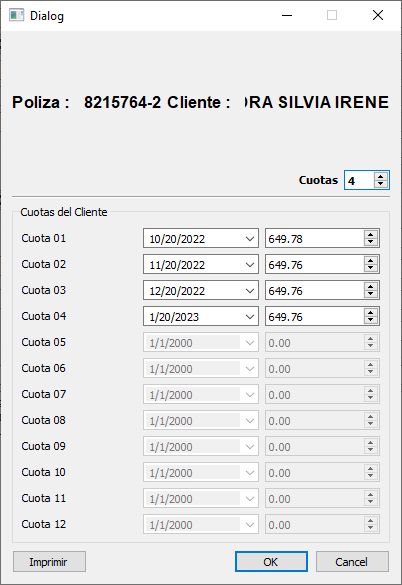 Dialog
Poliza : 8215764-2 Cliente : RA SILVIA IRENE
Cuotas 4
Cuotas del Cliente
Cuota 01 10/20/2022 649.78
Cuota 02 11/20/2022 649.76
Cuota 03 12/20/2022 649.76
Cuota 04 1/20/2023 649.76
Cuota 05 1/1/2000 0.00
Cuota 06 1/1/2000 0.00
Cuota 07 1/1/2000 0.00
Cuota 08 1/1/2000 0.00
Cuota 09 1/1/2000 0.00
Cuota 10 1/1/2000 0.00
Cuota 11 1/1/2000 0.00
Cuota 12 1/1/2000 0.00
Imprimir OK Cancel